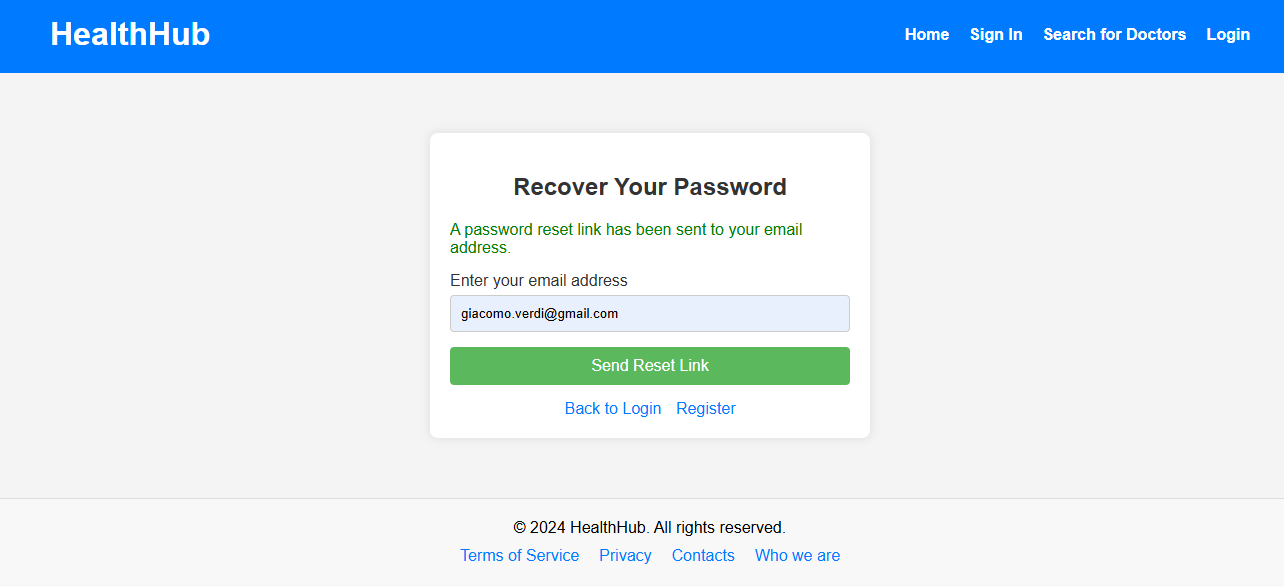 HealthHub
Home Sign In Search for Doctors Login
Recover Your Password
A password reset link has been sent to your email
address.
Enter your email address
giacomo.verdi@gmail.com
Send Reset Link
Back to Login Register
© 2024 HealthHub. All rights reserved.
Terms of Service Privacy Contacts Who we are